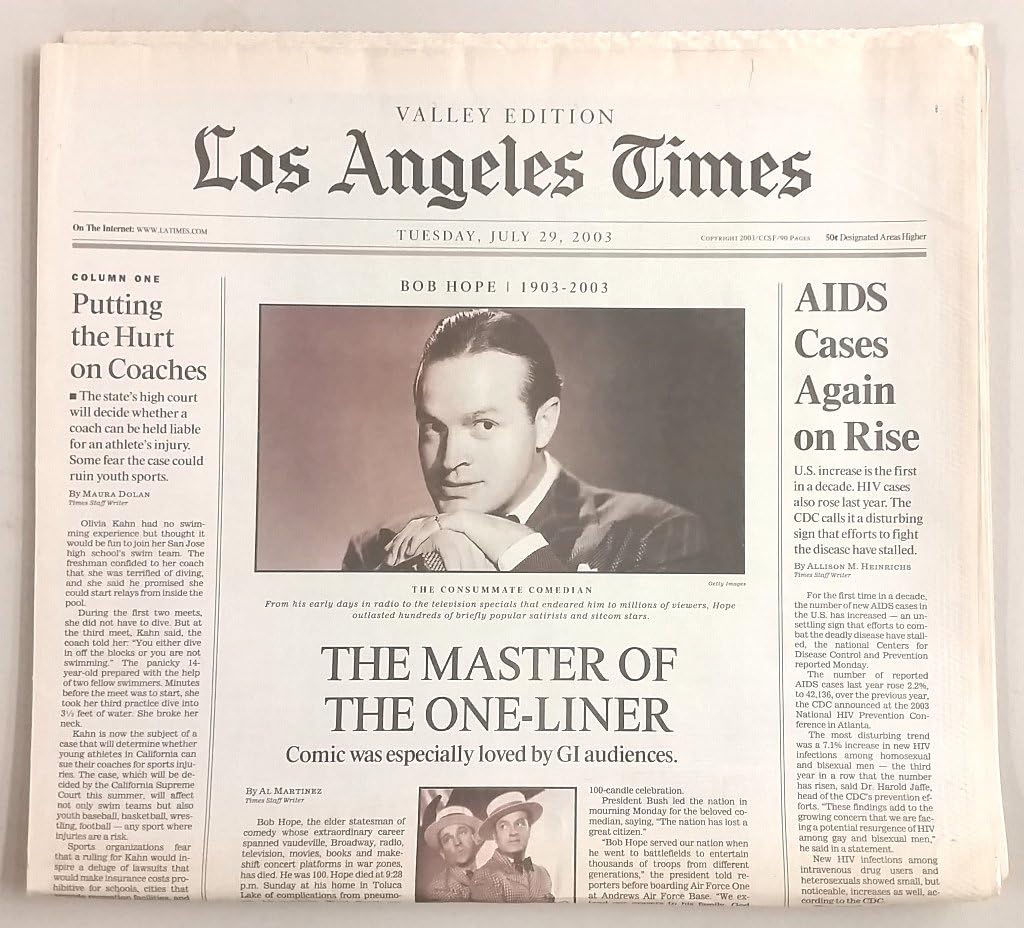 VALLEY EDITION
Los Angeles Times
On The Internet: WWW.LATIMES.COM
TUESDAY, JULY 29, 2003
COPYRIGHT 2003/CCSF/90 PAGES
50¢ Designated Areas Higher
COLUMN ONE
Putting
the Hurt
on Coaches
■ The state's high court
will decide whether a
coach can be held liable
for an athlete's injury.
Some fear the case could
ruin youth sports.
By MAURA DOLAN
Times Staff Writer
Olivia Kahn had no swim-
ming experience but thought it
would be fun to join her San Jose
high school's swim team. The
freshman confided to her coach
that she was terrified of diving,
and she said he promised she
could start relays from inside the
pool.
During the first two meets,
she did not have to dive. But at
the third meet, Kahn said, the
coach told her: "You either dive
in off the blocks or you are not
swimming." The panicky 14-
year-old prepared with the help
of two fellow swimmers. Minutes
before the meet was to start, she
took her third practice dive into
3½ feet of water. She broke her
neck.
Kahn is now the subject of a
case that will determine whether
young athletes in California can
sue their coaches for sports inju-
ries. The case, which will be de-
cided by the California Supreme
Court this summer, will affect
not only swim teams but also
youth baseball, basketball, wres-
tling, football — any sport where
injuries are a risk.
Sports organizations fear
that a ruling for Kahn would in-
spire a deluge of lawsuits that
would make insurance costs pro-
hibitive for schools, cities that
BOB HOPE | 1903-2003
Getty Images
THE CONSUMMATE COMEDIAN
From his early days in radio to the television specials that endeared him to millions of viewers, Hope
outlasted hundreds of briefly popular satirists and sitcom stars.
THE MASTER OF
THE ONE-LINER
Comic was especially loved by GI audiences.
By AL MARTINEZ
Times Staff Writer
Bob Hope, the elder statesman of
comedy whose extraordinary career
spanned vaudeville, Broadway, radio,
television, movies, books and make-
shift concert platforms in war zones,
has died. He was 100. Hope died at 9:28
p.m. Sunday at his home in Toluca
Lake of complications from pneumo-
100-candle celebration.
President Bush led the nation in
mourning Monday for the beloved co-
median, saying, "The nation has lost a
great citizen."
"Bob Hope served our nation when
he went to battlefields to entertain
thousands of troops from different
generations," the president told re-
porters before boarding Air Force One
at Andrews Air Force Base. "We ex-
AIDS
Cases
Again
on Rise
U.S. increase is the first
in a decade. HIV cases
also rose last year. The
CDC calls it a disturbing
sign that efforts to fight
the disease have stalled.
By ALLISON M. HEINRICHS
Times Staff Writer
For the first time in a decade,
the number of new AIDS cases in
the U.S. has increased — an un-
settling sign that efforts to com-
bat the deadly disease have stall-
ed, the national Centers for
Disease Control and Prevention
reported Monday.
The number of reported
AIDS cases last year rose 2.2%,
to 42,136, over the previous year,
the CDC announced at the 2003
National HIV Prevention Con-
ference in Atlanta.
The most disturbing trend
was a 7.1% increase in new HIV
infections among homosexual
and bisexual men — the third
year in a row that the number
has risen, said Dr. Harold Jaffe,
head of the CDC's prevention ef-
forts. "These findings add to the
growing concern that we are fac-
ing a potential resurgence of HIV
among gay and bisexual men,"
he said in a statement.
New HIV infections among
intravenous drug users and
heterosexuals showed small, but
noticeable, increases as well, ac-
cording to the CDC.